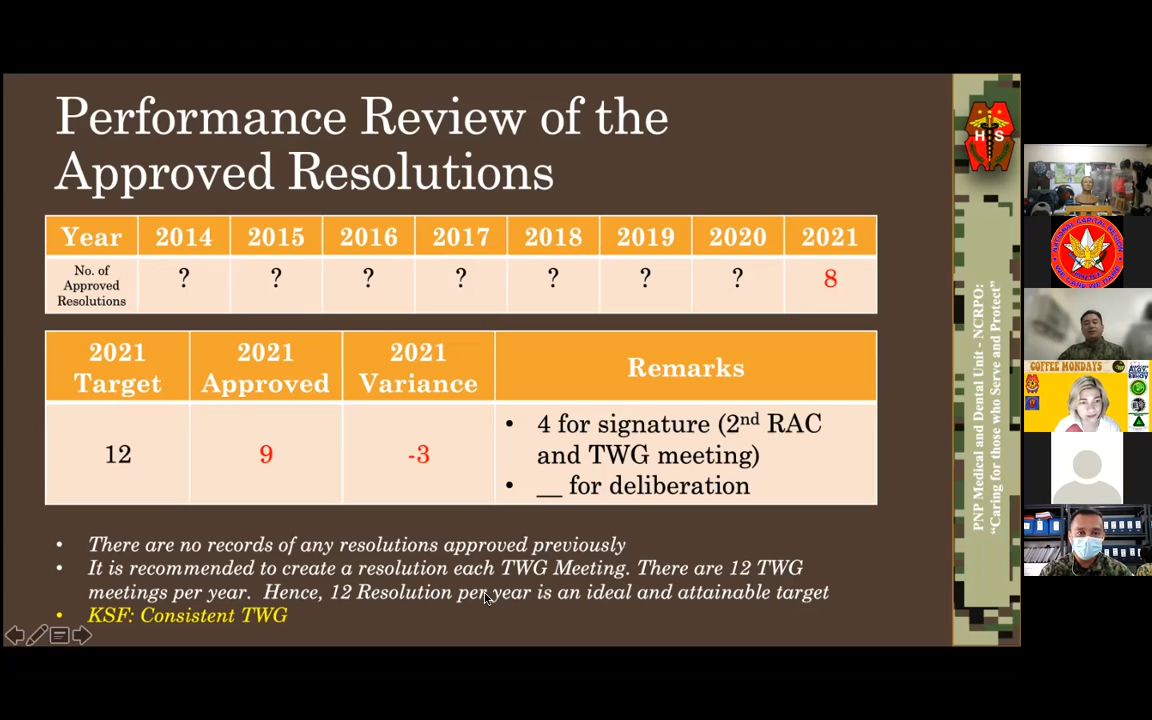 Performance Review of the
Approved Resolutions
Year 2014 2015 2016 2017 2018 2019 2020 2021
No. of
Approved
Resolutions
? ? ? ? ? ? ? 8
2021
Target
2021
Approved
2021
Variance
Remarks
12 9 -3
• 4 for signature (2nd RAC
and TWG meeting)
• __ for deliberation
• There are no records of any resolutions approved previously
• It is recommended to create a resolution each TWG Meeting. There are 12 TWG
meetings per year. Hence, 12 Resolution per year is an ideal and attainable target
• KSF: Consistent TWG
H S
PNP Medical and Dental Unit - NCRPO:
“Caring for those who Serve and Protect”
COFFEE MONDAYS